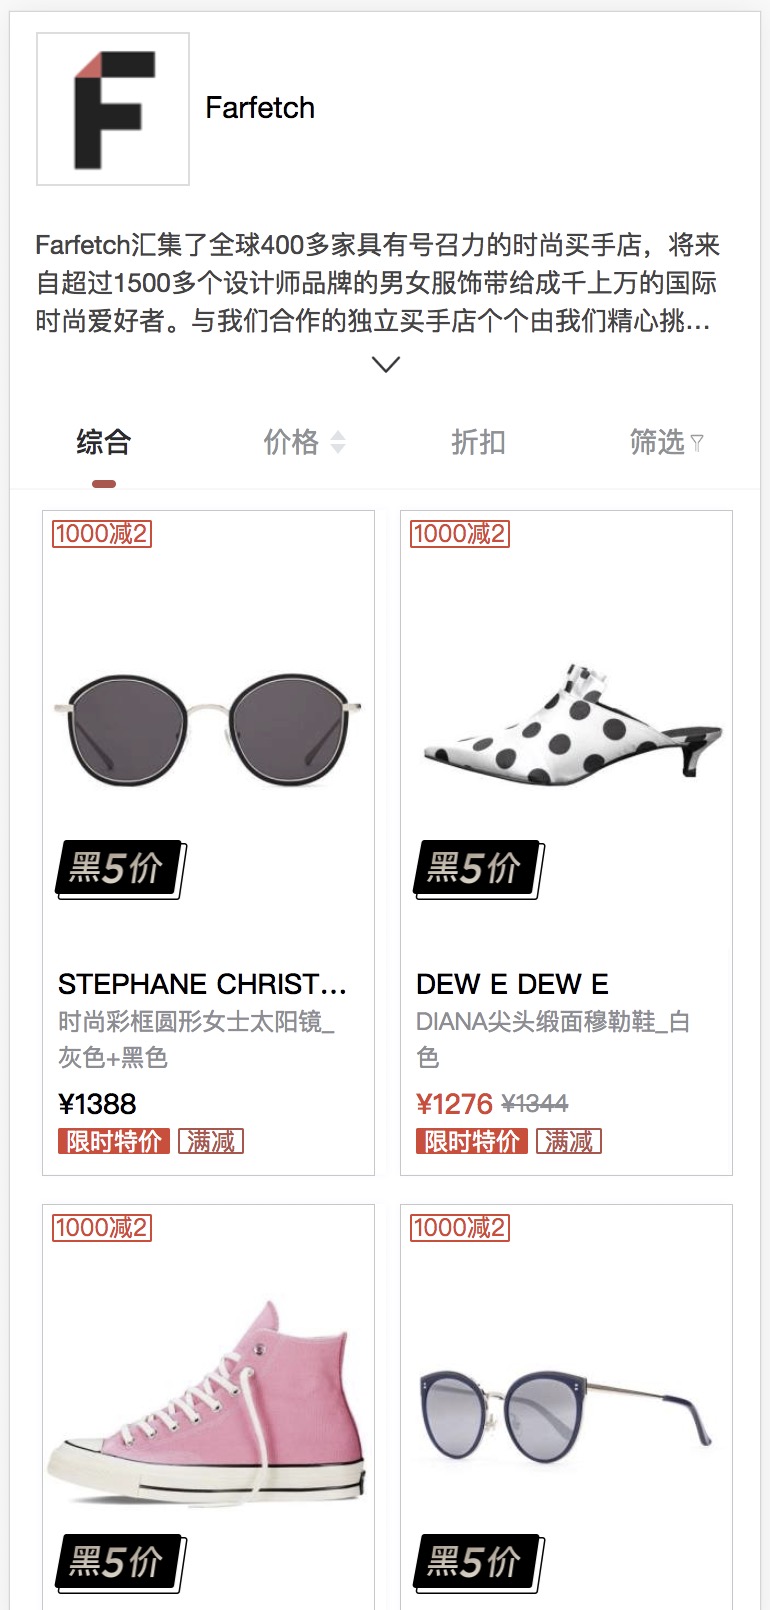 Farfetch
Farfetch汇集了全球400多家具有号召力的时尚买手店，将来
自超过1500多个设计师品牌的男女服饰带给成千上万的国际
时尚爱好者。与我们合作的独立买手店个个由我们精心挑...
综合
价格
折扣
筛选
1000减2
黑5价
STEPHANE CHRIST...
时尚彩框圆形女士太阳镜_
灰色+黑色
¥1388
限时特价 满减
1000减2
黑5价
DEW E DEW E
DIANA尖头缎面穆勒鞋_白
色
¥1276 ¥1344
限时特价 满减
1000减2
黑5价
1000减2
黑5价